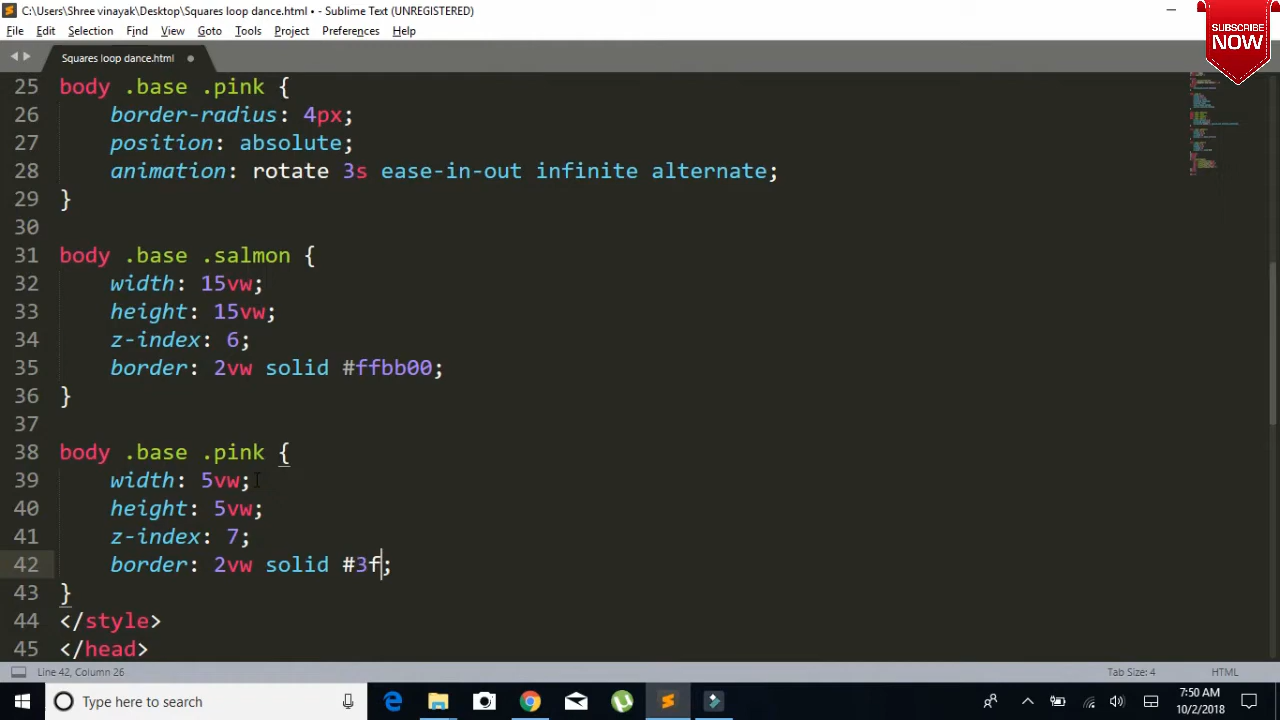 C:\Users\Shree vinayak\Desktop\Squares loop dance.html • - Sublime Text (UNREGISTERED)
File Edit Selection Find View Goto Tools Project Preferences Help
SUBSCRIBE
NOW
Squares loop dance.html
25 body .base .pink {
26 border-radius: 4px;
27 position: absolute;
28 animation: rotate 3s ease-in-out infinite alternate;
29 }
30
31 body .base .salmon {
32 width: 15vw;
33 height: 15vw;
34 z-index: 6;
35 border: 2vw solid #ffbb00;
36 }
37
38 body .base .pink {
39 width: 5vw;
40 height: 5vw;
41 z-index: 7;
42 border: 2vw solid #3f;
43 }
44 </style>
45 </head>
Line 42, Column 26 Tab Size: 4 HTML
Type here to search
7:50 AM
10/2/2018